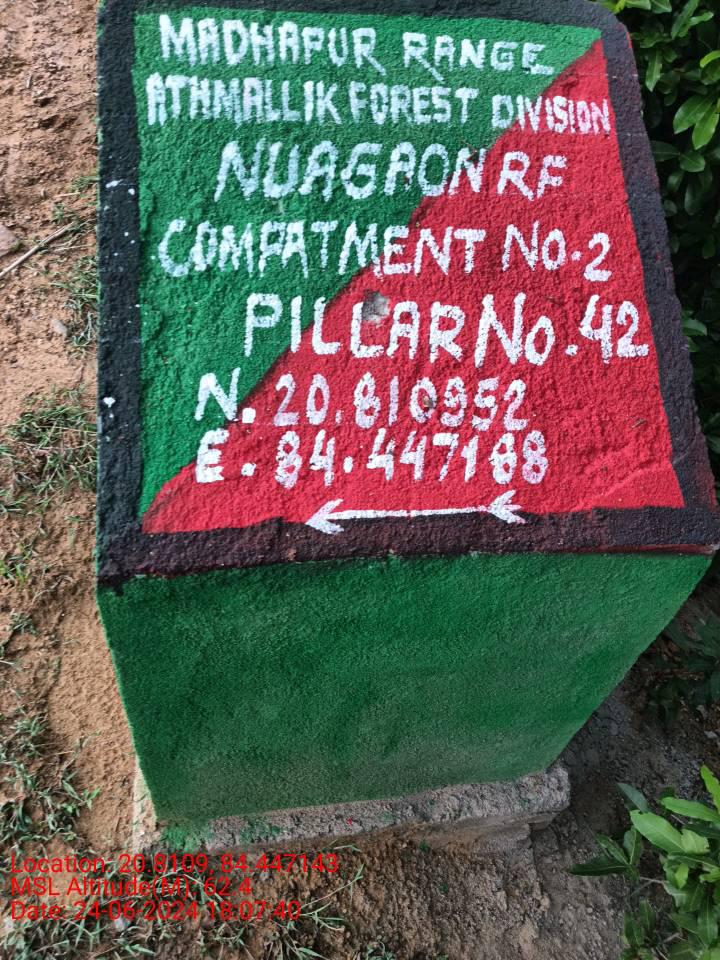 MADHAPUR RANGE
ATHMALLIK FOREST DIVISION
NUAGAON RF
COMPATMENT NO.2
PILLAR NO. 42
N. 20.810952
E. 84.447188
Location: 20.8109, 84.447143
MSL Altitude(M): 62.4
Date: 24-06-2024 18:07:40